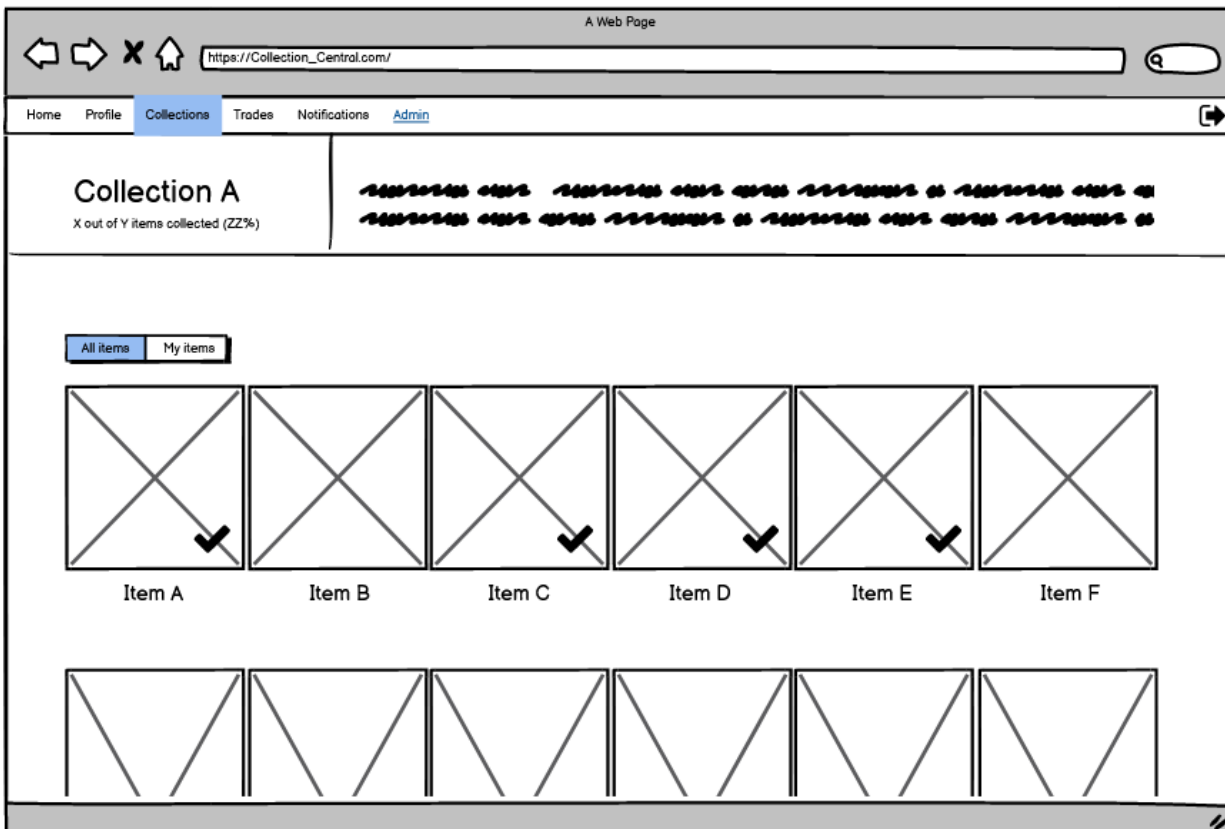 A Web Page
https://Collection_Central.com/
Home Profile Collections Trades Notifications Admin
Collection A
X out of Y items collected (ZZ%)
All items My items
Item A Item B Item C Item D Item E Item F